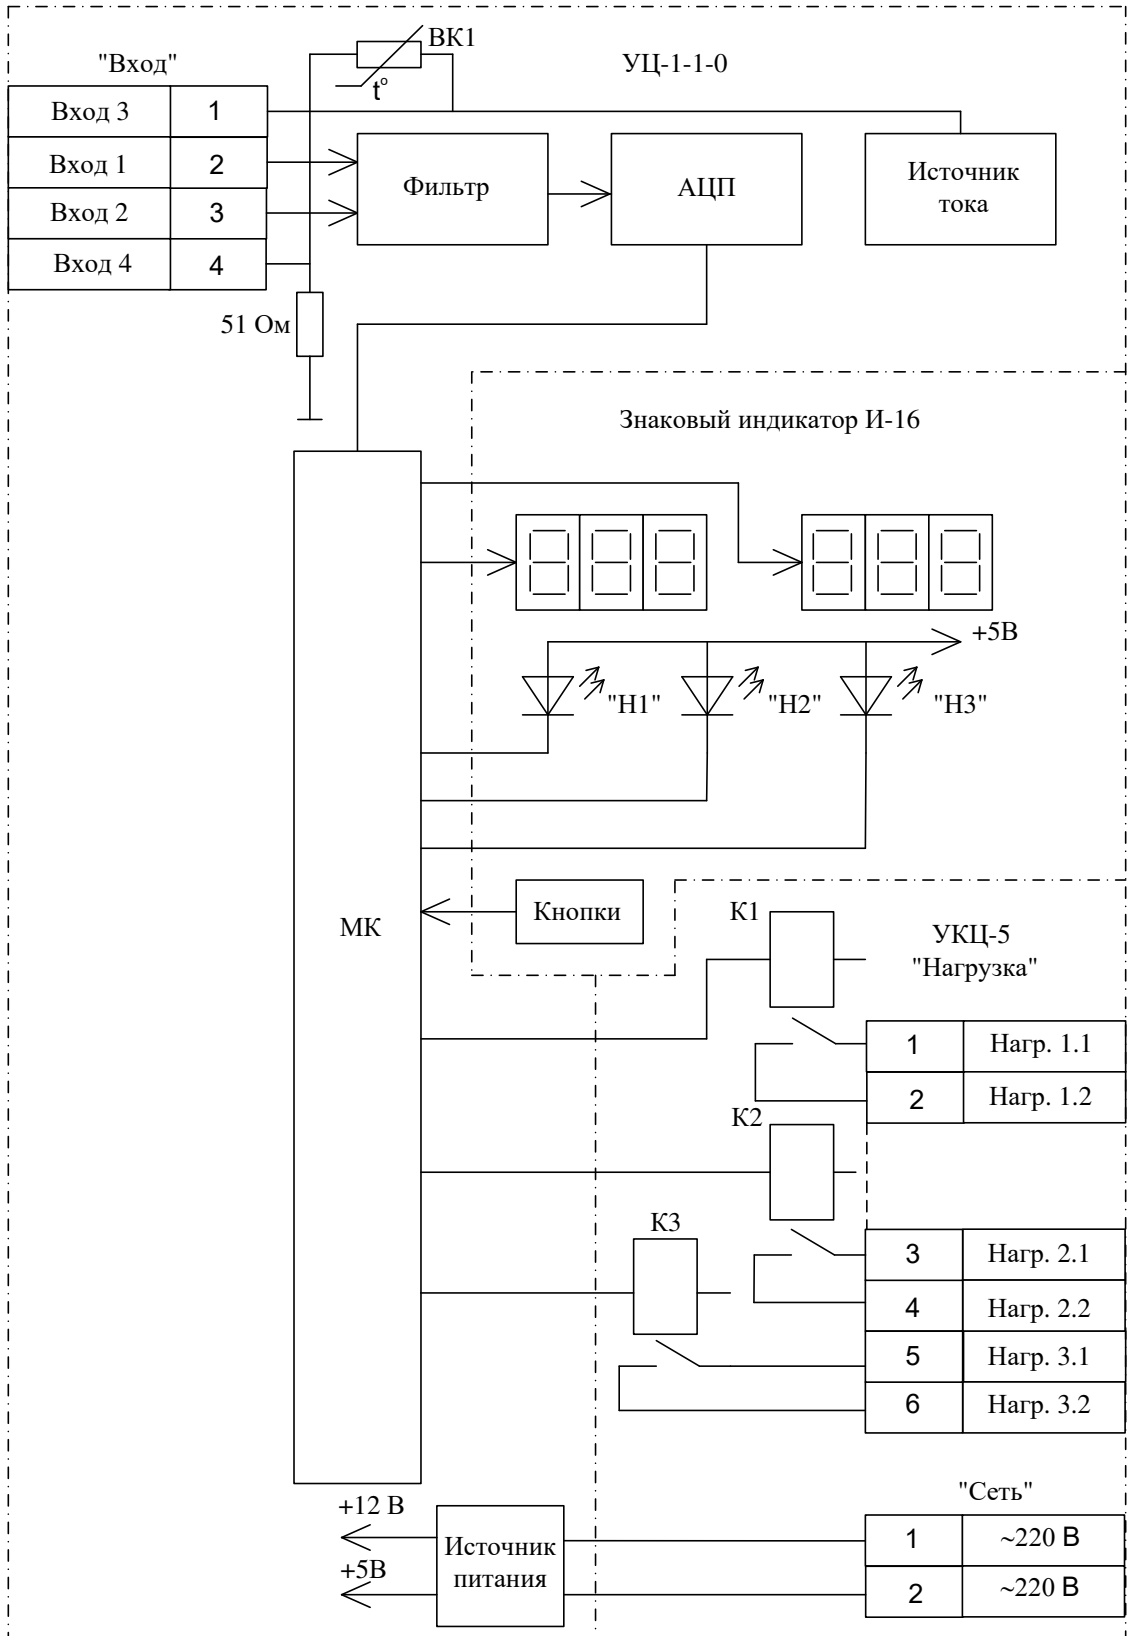 ВК1
"Вход"
УЦ-1-1-0
t°
Вход 3 1
Вход 1 2
Вход 2 3
Вход 4 4
Фильтр
АЦП
Источник
тока
51 Ом
Знаковый индикатор И-16
+5В
"Н1"
"Н2"
"Н3"
МК
Кнопки
К1
УКЦ-5
"Нагрузка"
1 Нагр. 1.1
2 Нагр. 1.2
К2
К3
3 Нагр. 2.1
4 Нагр. 2.2
5 Нагр. 3.1
6 Нагр. 3.2
"Сеть"
+12 В
+5В
Источник
питания
1 ~220 В
2 ~220 В